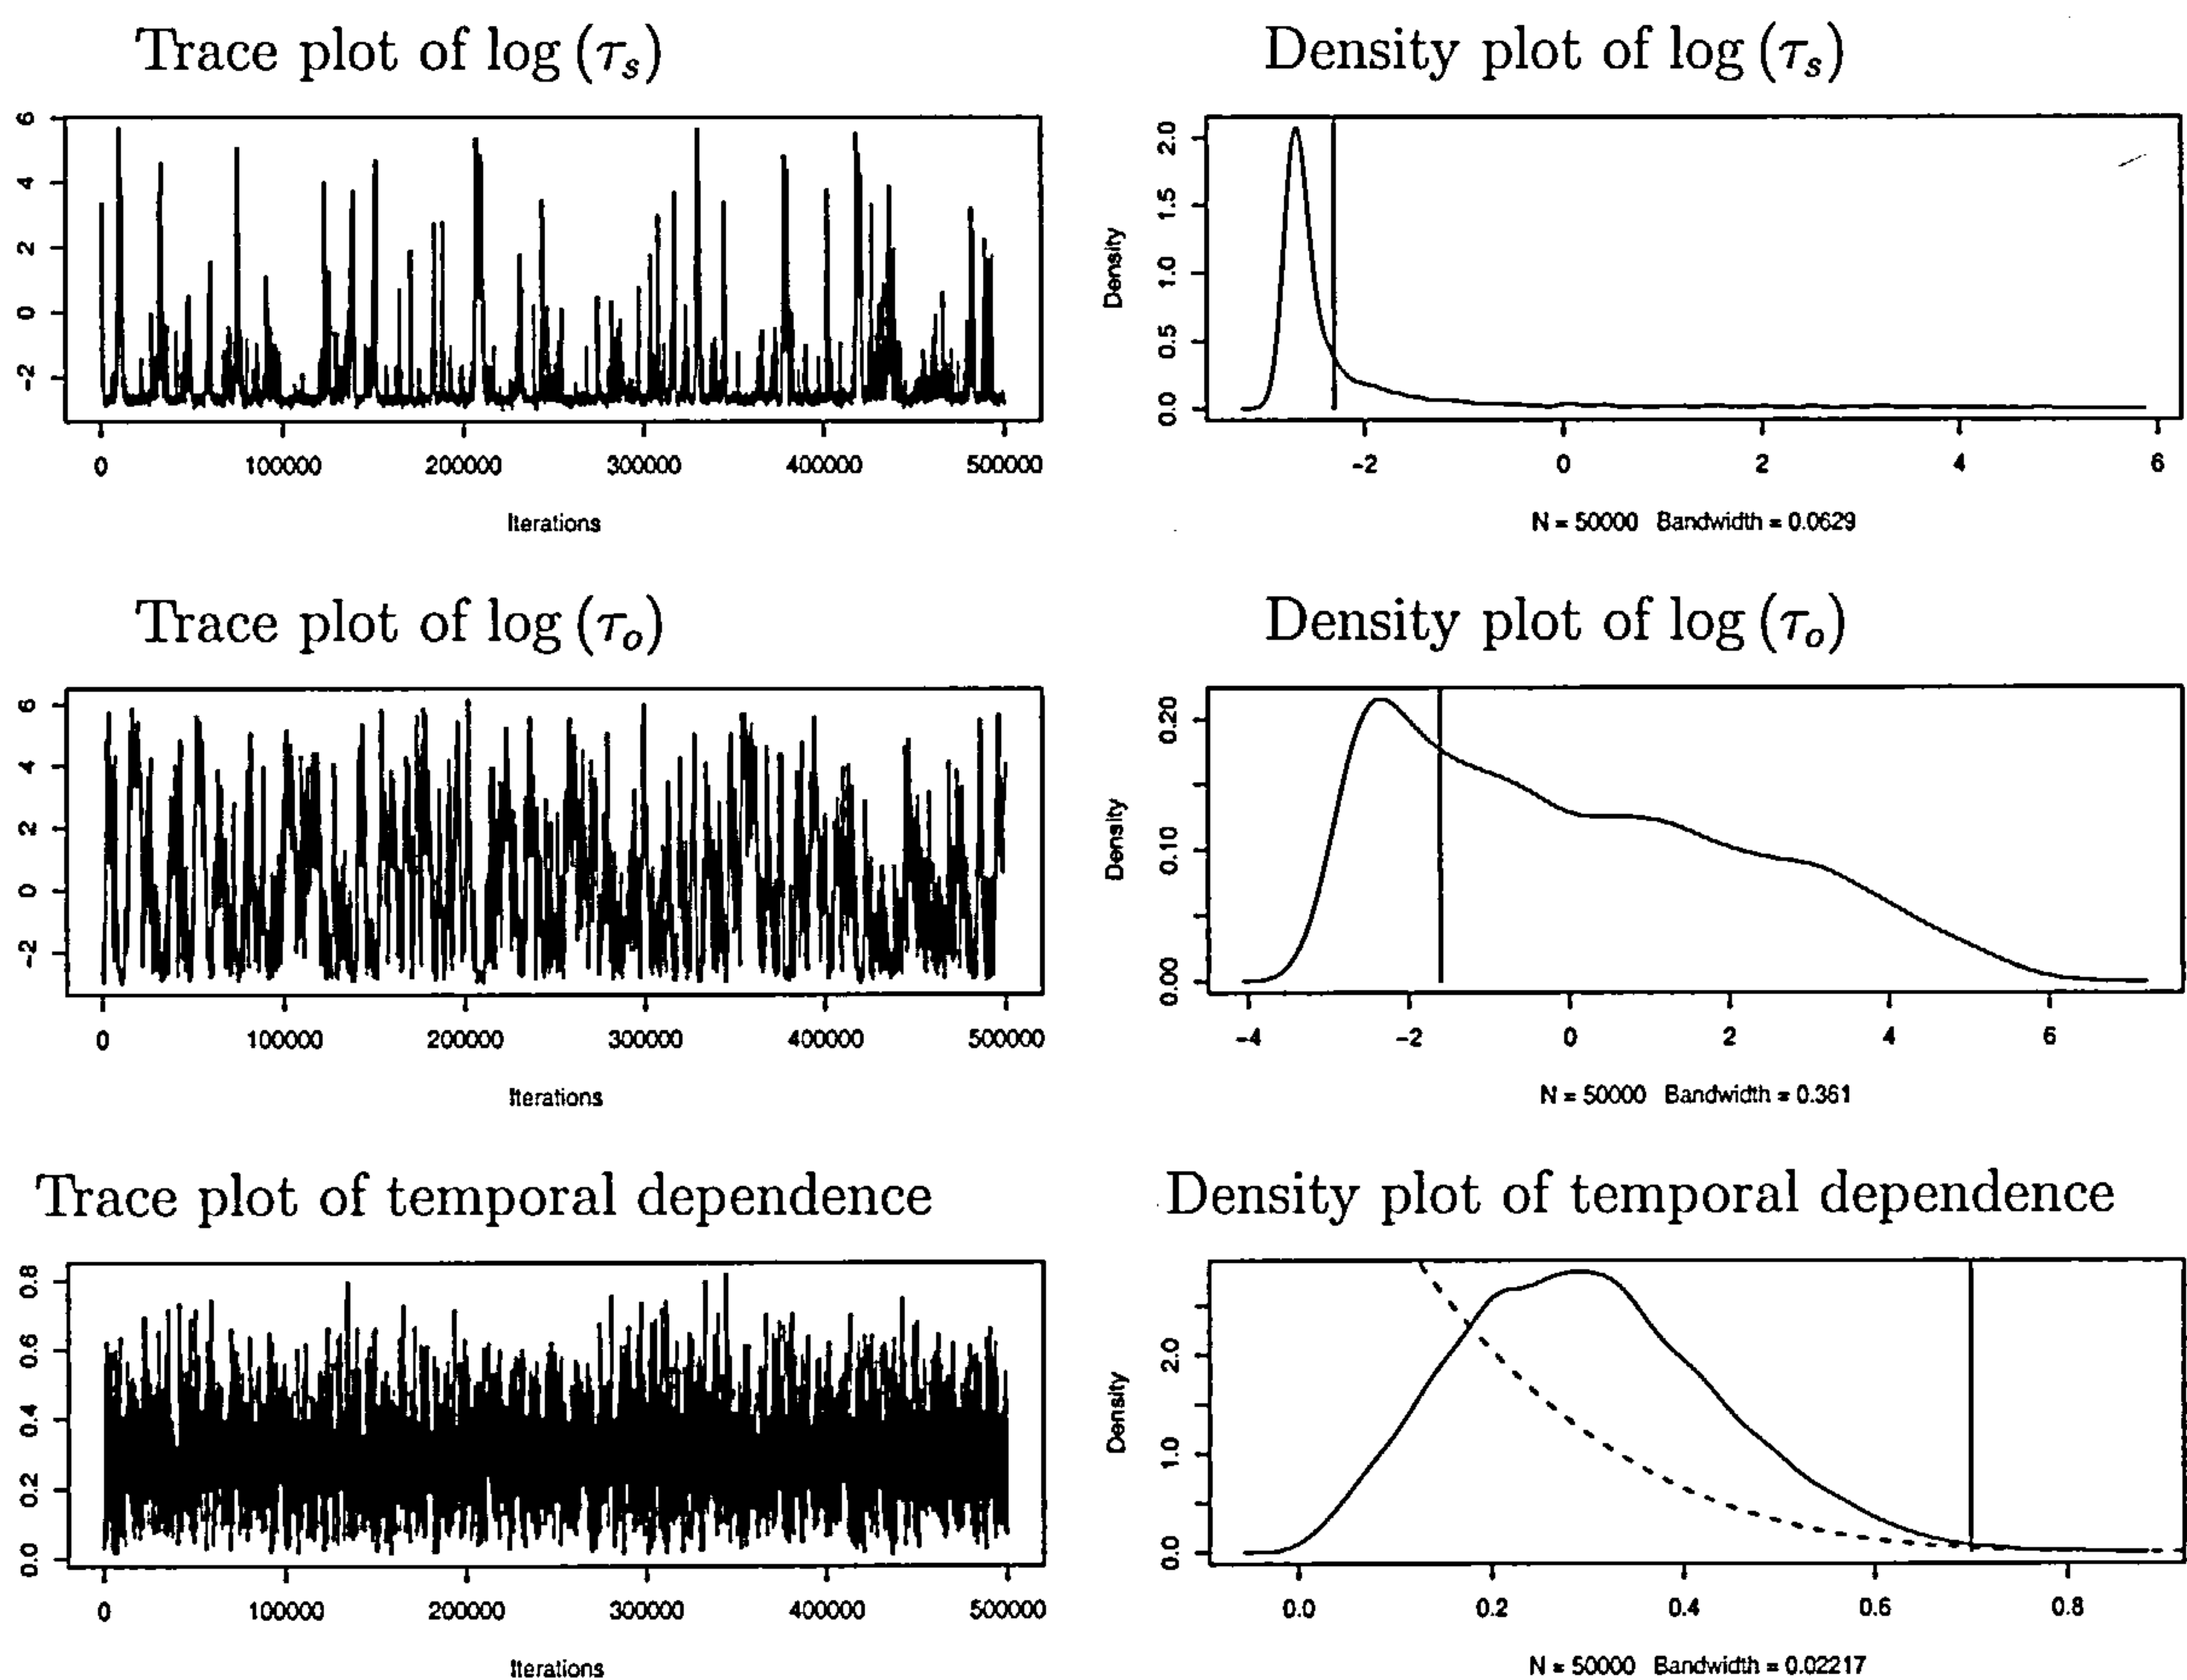 Trace plot of log (τₛ)
Density plot of log (τₛ)
6
4
2
0
-2
0 100000 200000 300000 400000 500000
Iterations
Density
2.0
1.5
1.0
0.5
0.0
-2 0 2 4 6
N = 50000 Bandwidth = 0.0629
Trace plot of log (τₒ)
Density plot of log (τₒ)
6
4
2
0
-2
0 100000 200000 300000 400000 500000
Iterations
Density
0.20
0.10
0.00
-4 -2 0 2 4 6
N = 50000 Bandwidth = 0.361
Trace plot of temporal dependence
Density plot of temporal dependence
0.8
0.6
0.4
0.2
0.0
0 100000 200000 300000 400000 500000
Iterations
Density
2.0
1.0
0.0
0.0 0.2 0.4 0.6 0.8
N = 50000 Bandwidth = 0.02217